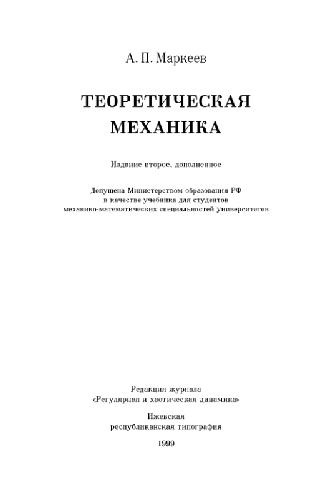 А. П. Маркеев
ТЕОРЕТИЧЕСКАЯ
МЕХАНИКА
Издание второе, дополненное
Допущена Министерством образования РФ
в качестве учебника для студентов
механико-математических специальностей университетов
Редакция журнала
«Регулярная и хаотическая динамика»
Ижевская
республиканская типография
1999